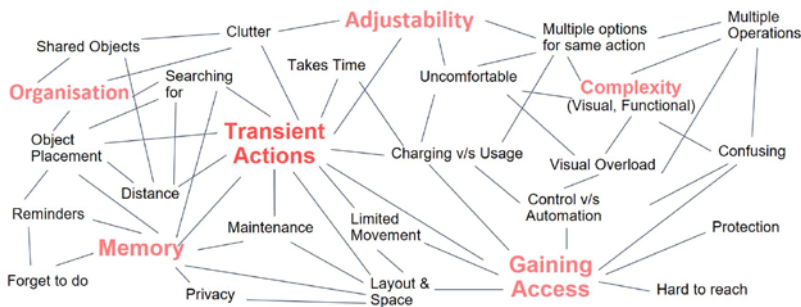 Adjustability
Clutter
Shared Objects
Multiple options
for same action
Multiple
Operations
Takes Time
Uncomfortable
Searching
for
Organisation
Complexity
(Visual, Functional)
Transient
Actions
Object
Placement
Charging v/s Usage
Visual Overload
Confusing
Distance
Control v/s
Automation
Reminders
Maintenance
Limited
Movement
Protection
Memory
Gaining
Access
Forget to do
Privacy
Layout &
Space
Hard to reach